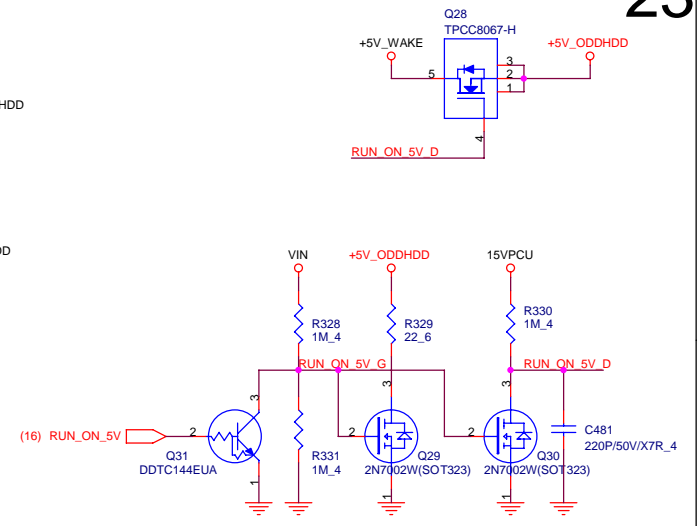 23
Q28
TPCC8067-H
+5V_WAKE
+5V_ODDHDD
3
5
2
1
4
HDD
RUN_ON_5V_D
D
VIN
+5V_ODDHDD
15VPCU
R328
1M_4
R329
22_6
R330
1M_4
RUN_ON_5V_G
RUN_ON_5V_D
3
3
3
(16) RUN_ON_5V
2
2
2
C481
220P/50V/X7R_4
Q31
DDTC144EUA
R331
1M_4
Q29
2N7002W(SOT323)
Q30
2N7002W(SOT323)
1
1
1